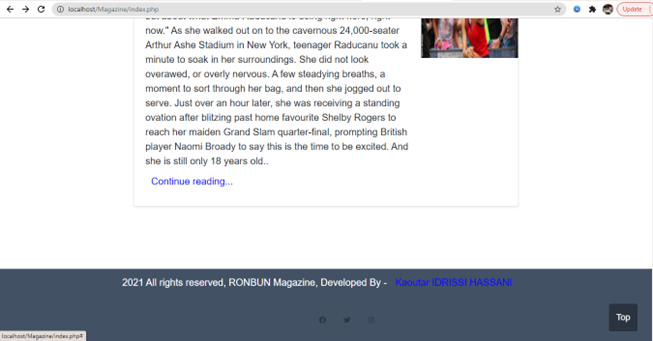 localhost/Magazine/index.php
Update
now." As she walked out on to the cavernous 24,000-seater
Arthur Ashe Stadium in New York, teenager Raducanu took a
minute to soak in her surroundings. She did not look
overawed, or overly nervous. A few steadying breaths, a
moment to sort through her bag, and then she jogged out to
serve. Just over an hour later, she was receiving a standing
ovation after blitzing past home favourite Shelby Rogers to
reach her maiden Grand Slam quarter-final, prompting British
player Naomi Broady to say this is the time to be excited. And
she is still only 18 years old..
Continue reading...
2021 All rights reserved, RONBUN Magazine, Developed By - Kaoutar IDRISSI HASSANI
Top
localhost/Magazine/index.php#